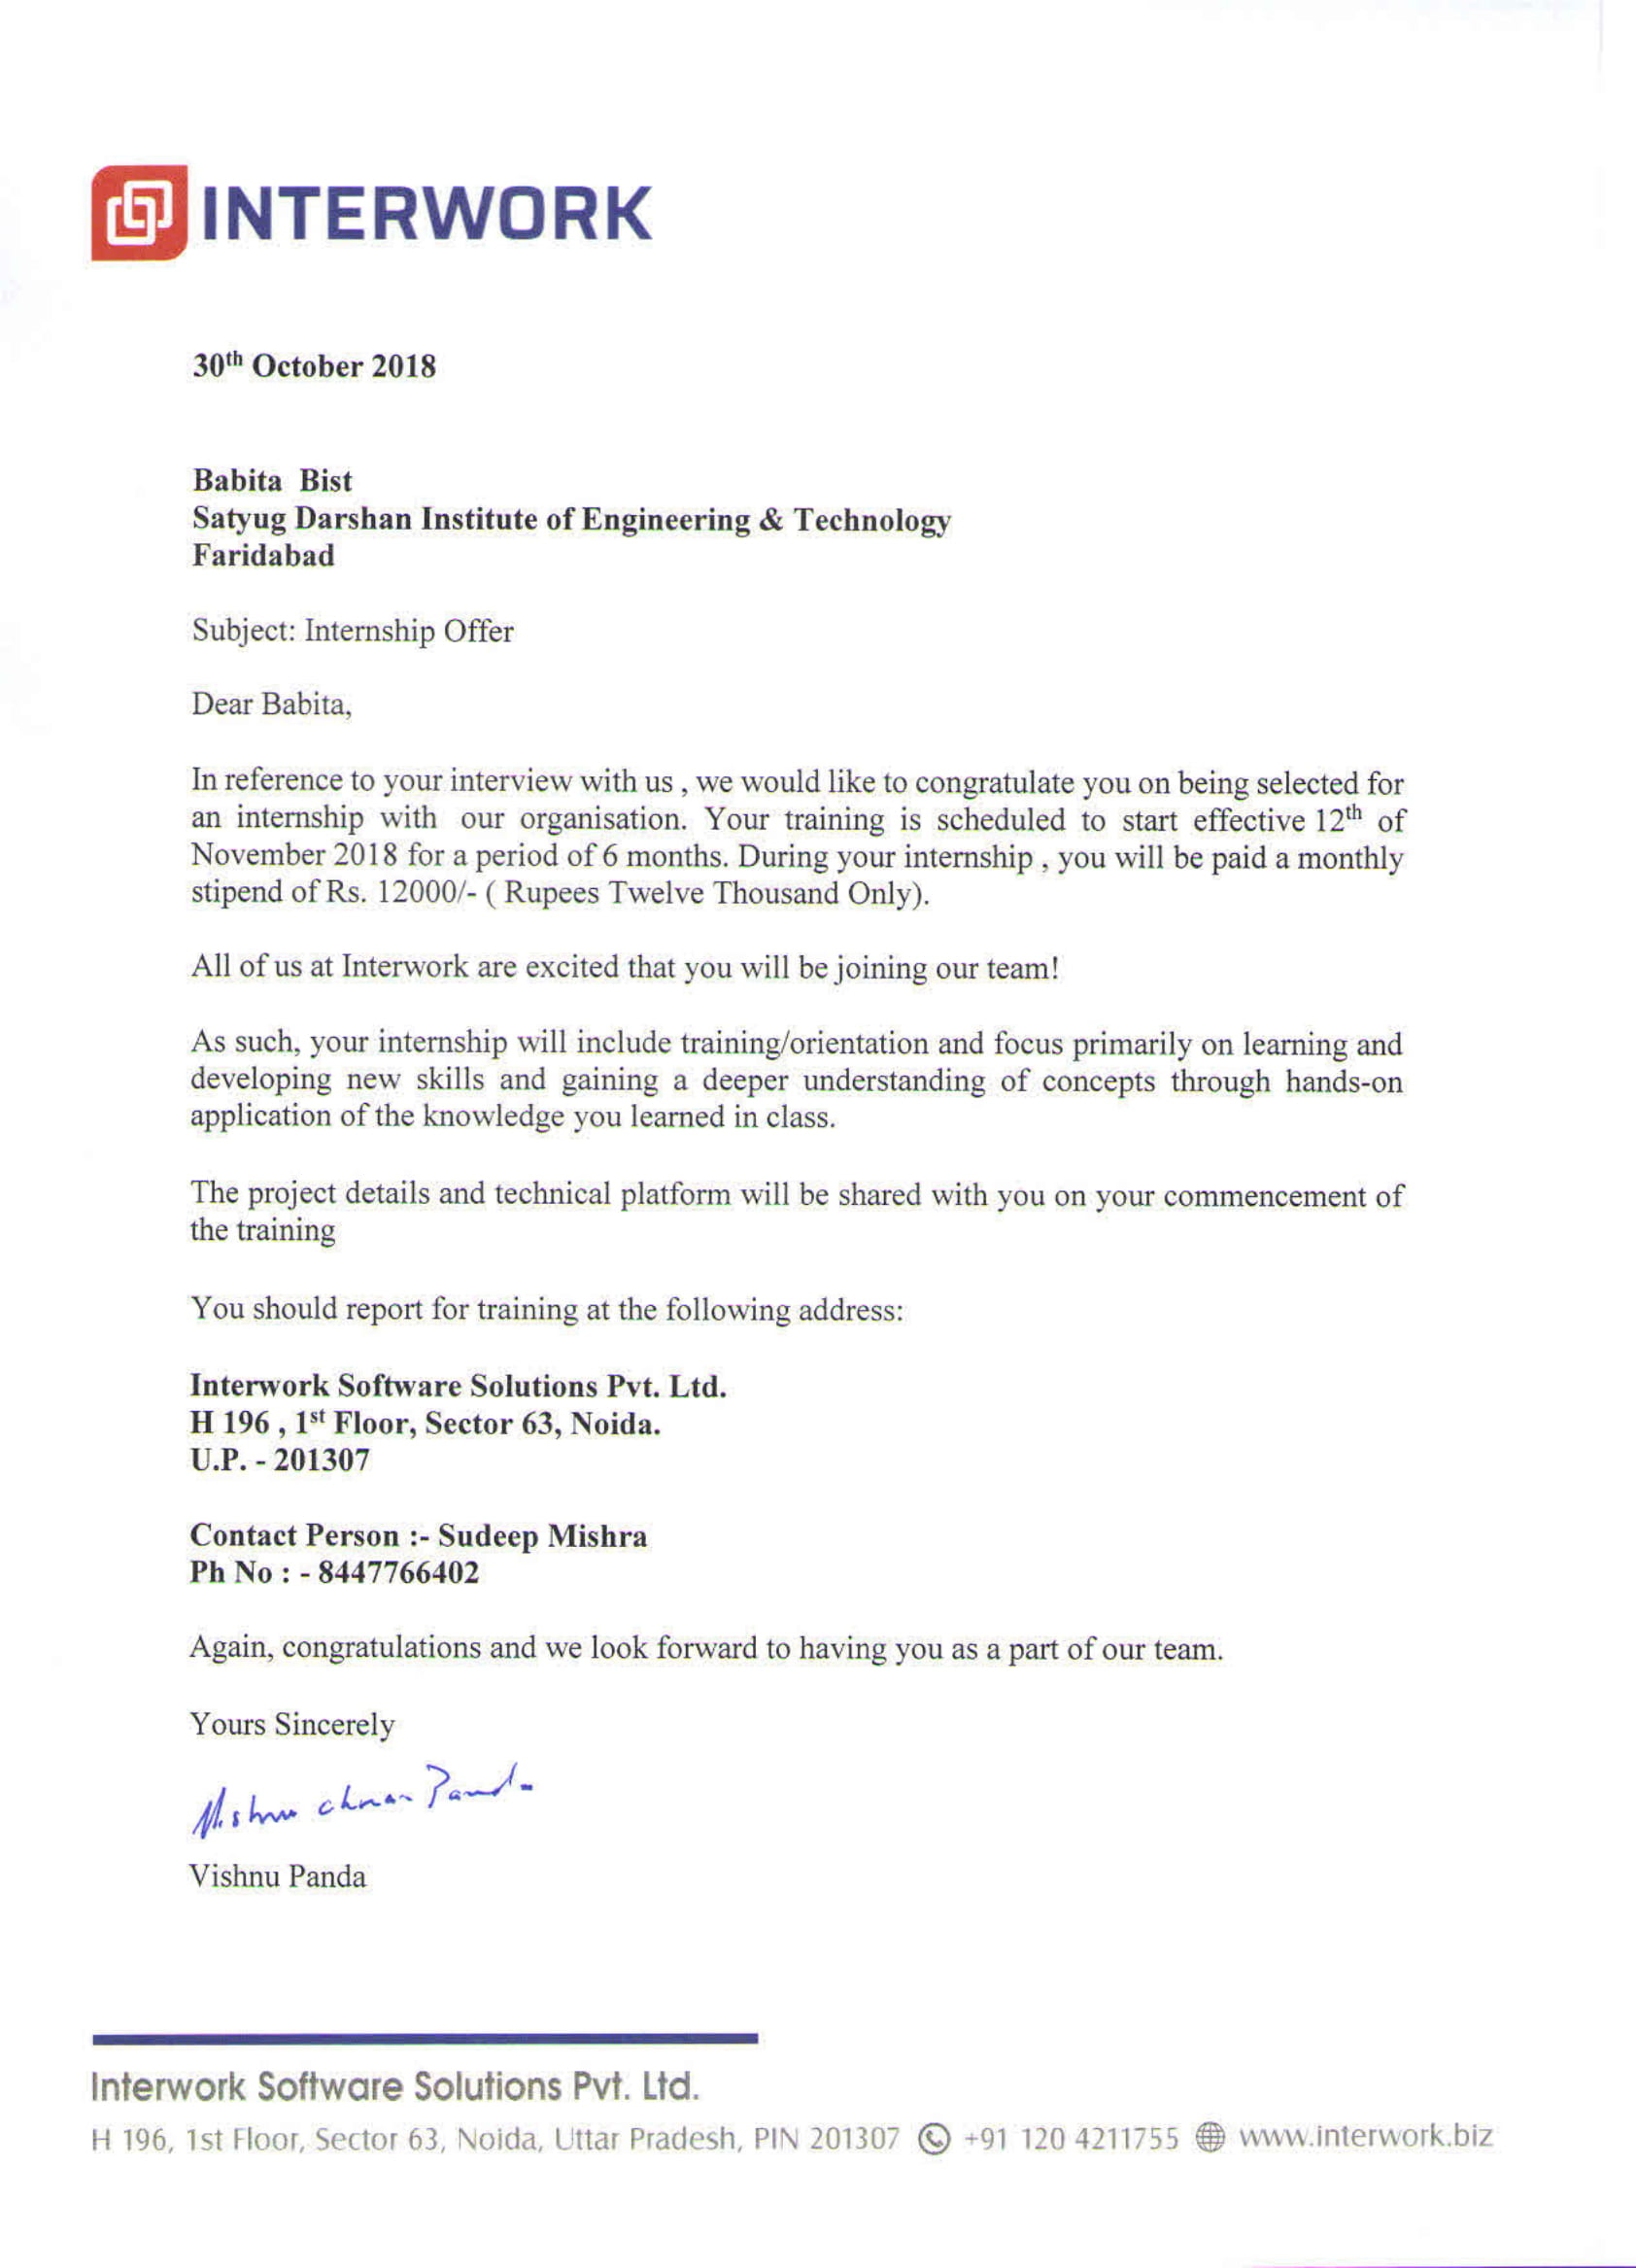 INTERWORK
30th October 2018
Babita Bist
Satyug Darshan Institute of Engineering & Technology
Faridabad
Subject: Internship Offer
Dear Babita,
In reference to your interview with us , we would like to congratulate you on being selected for
an internship with our organisation. Your training is scheduled to start effective 12th of
November 2018 for a period of 6 months. During your internship , you will be paid a monthly
stipend of Rs. 12000/- ( Rupees Twelve Thousand Only).
All of us at Interwork are excited that you will be joining our team!
As such, your internship will include training/orientation and focus primarily on learning and
developing new skills and gaining a deeper understanding of concepts through hands-on
application of the knowledge you learned in class.
The project details and technical platform will be shared with you on your commencement of
the training
You should report for training at the following address:
Interwork Software Solutions Pvt. Ltd.
H 196 , 1st Floor, Sector 63, Noida.
U.P. - 201307
Contact Person :- Sudeep Mishra
Ph No : - 8447766402
Again, congratulations and we look forward to having you as a part of our team.
Yours Sincerely
Panda
Vishnu Panda
Interwork Software Solutions Pvt. Ltd.
H 196, 1st Floor, Sector 63, Noida, Uttar Pradesh, PIN 201307 +91 120 4211755 www.interwork.biz